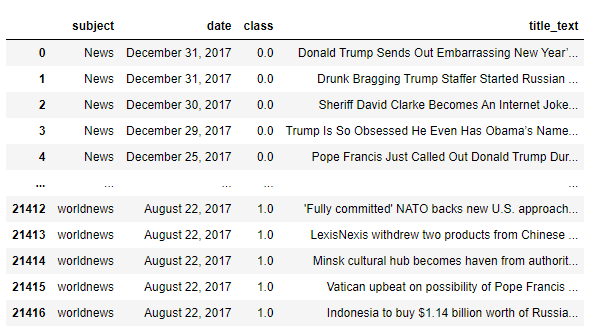 subject date class title_text
0 News December 31, 2017 0.0 Donald Trump Sends Out Embarrassing New Year'...
1 News December 31, 2017 0.0 Drunk Bragging Trump Staffer Started Russian ...
2 News December 30, 2017 0.0 Sheriff David Clarke Becomes An Internet Joke...
3 News December 29, 2017 0.0 Trump Is So Obsessed He Even Has Obama’s Name...
4 News December 25, 2017 0.0 Pope Francis Just Called Out Donald Trump Dur...
... ... ... ... ...
21412 worldnews August 22, 2017 1.0 'Fully committed' NATO backs new U.S. approach...
21413 worldnews August 22, 2017 1.0 LexisNexis withdrew two products from Chinese ...
21414 worldnews August 22, 2017 1.0 Minsk cultural hub becomes haven from authorit...
21415 worldnews August 22, 2017 1.0 Vatican upbeat on possibility of Pope Francis ...
21416 worldnews August 22, 2017 1.0 Indonesia to buy $1.14 billion worth of Russia...